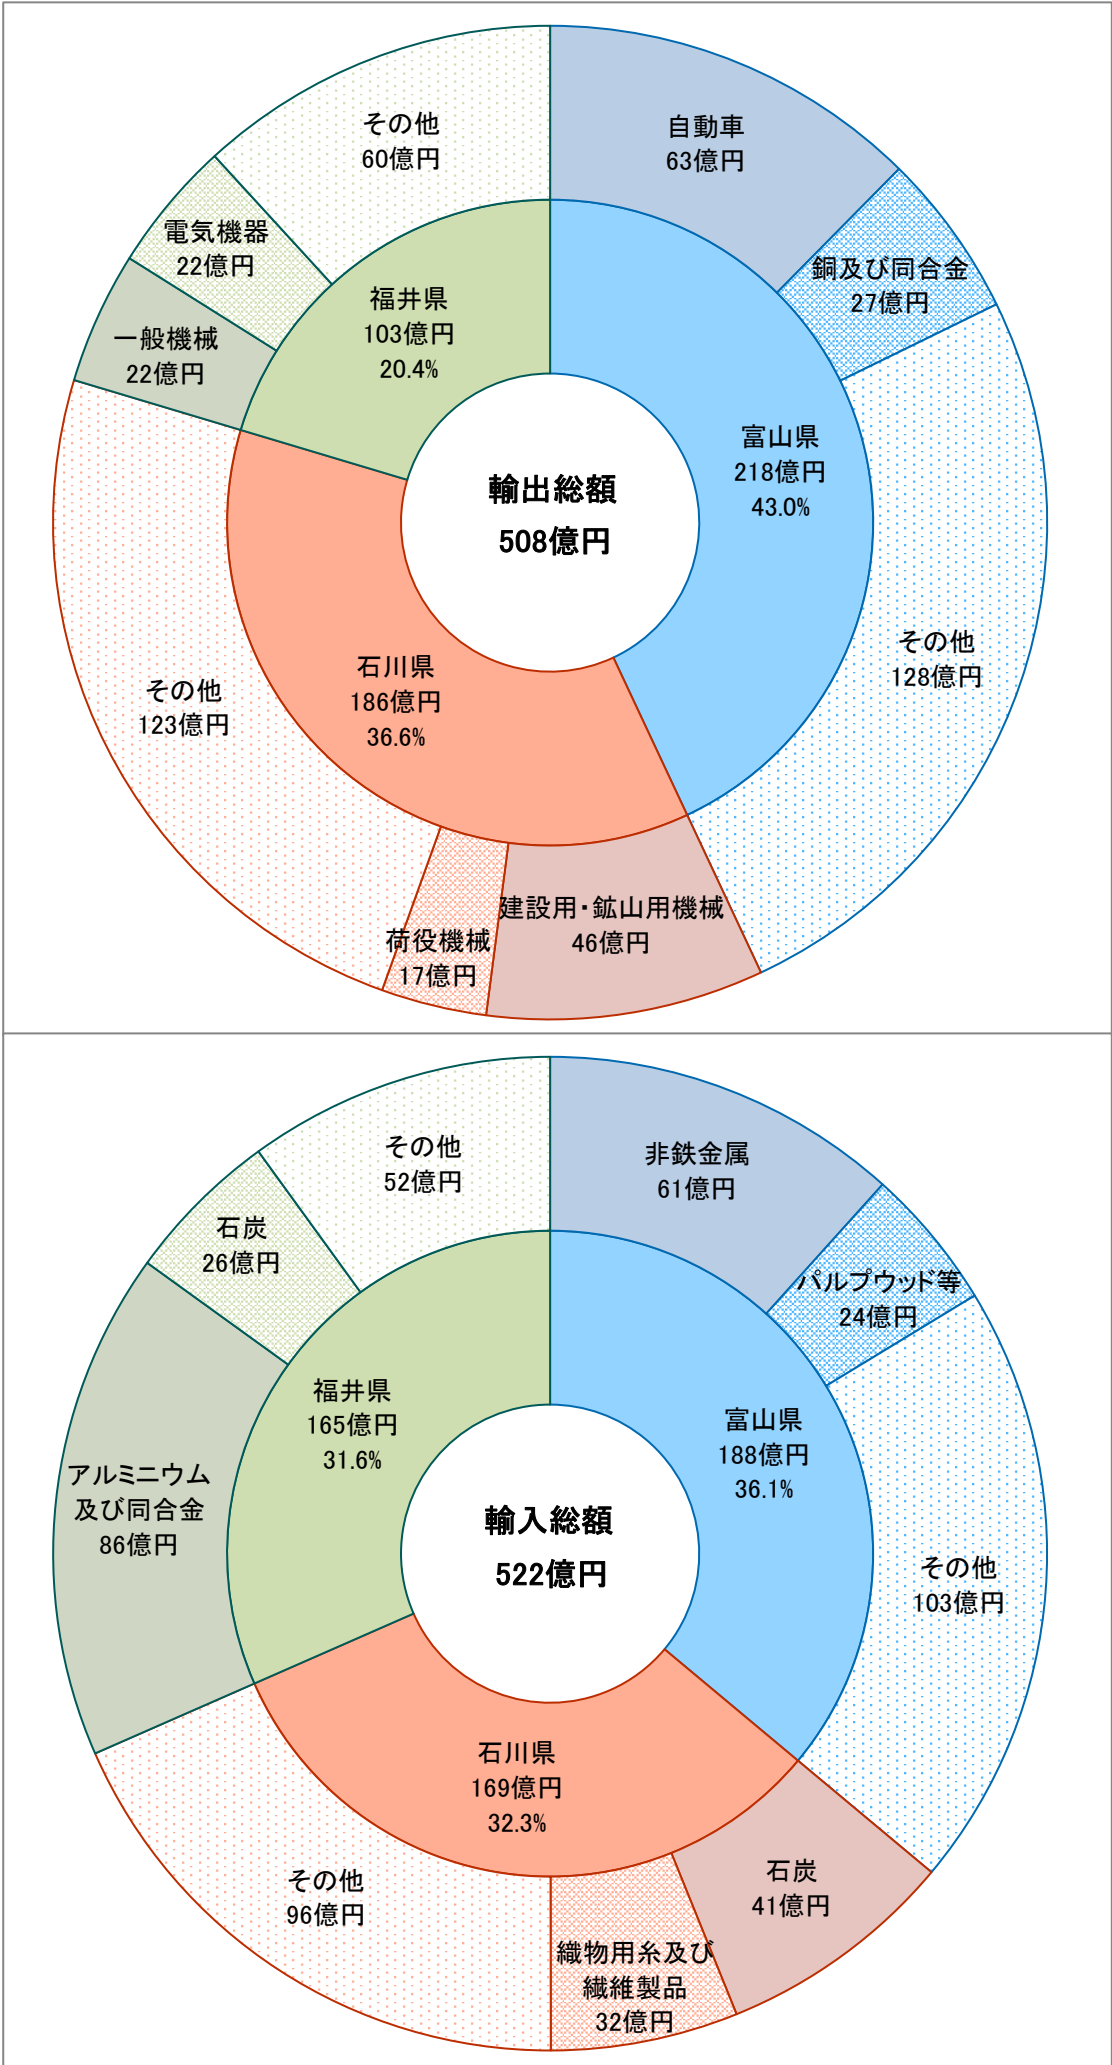 その他
60億円
自動車
63億円
電気機器
22億円
銅及び同合金
27億円
福井県
103億円
20.4%
一般機械
22億円
富山県
218億円
43.0%
輸出総額
508億円
その他
128億円
石川県
186億円
36.6%
その他
123億円
建設用・鉱山用機械
46億円
荷役機械
17億円
その他
52億円
非鉄金属
61億円
石炭
26億円
パルプウッド等
24億円
福井県
165億円
31.6%
富山県
188億円
36.1%
アルミニウム
及び同合金
86億円
輸入総額
522億円
その他
103億円
石川県
169億円
32.3%
その他
96億円
石炭
41億円
織物用糸及び
繊維製品
32億円